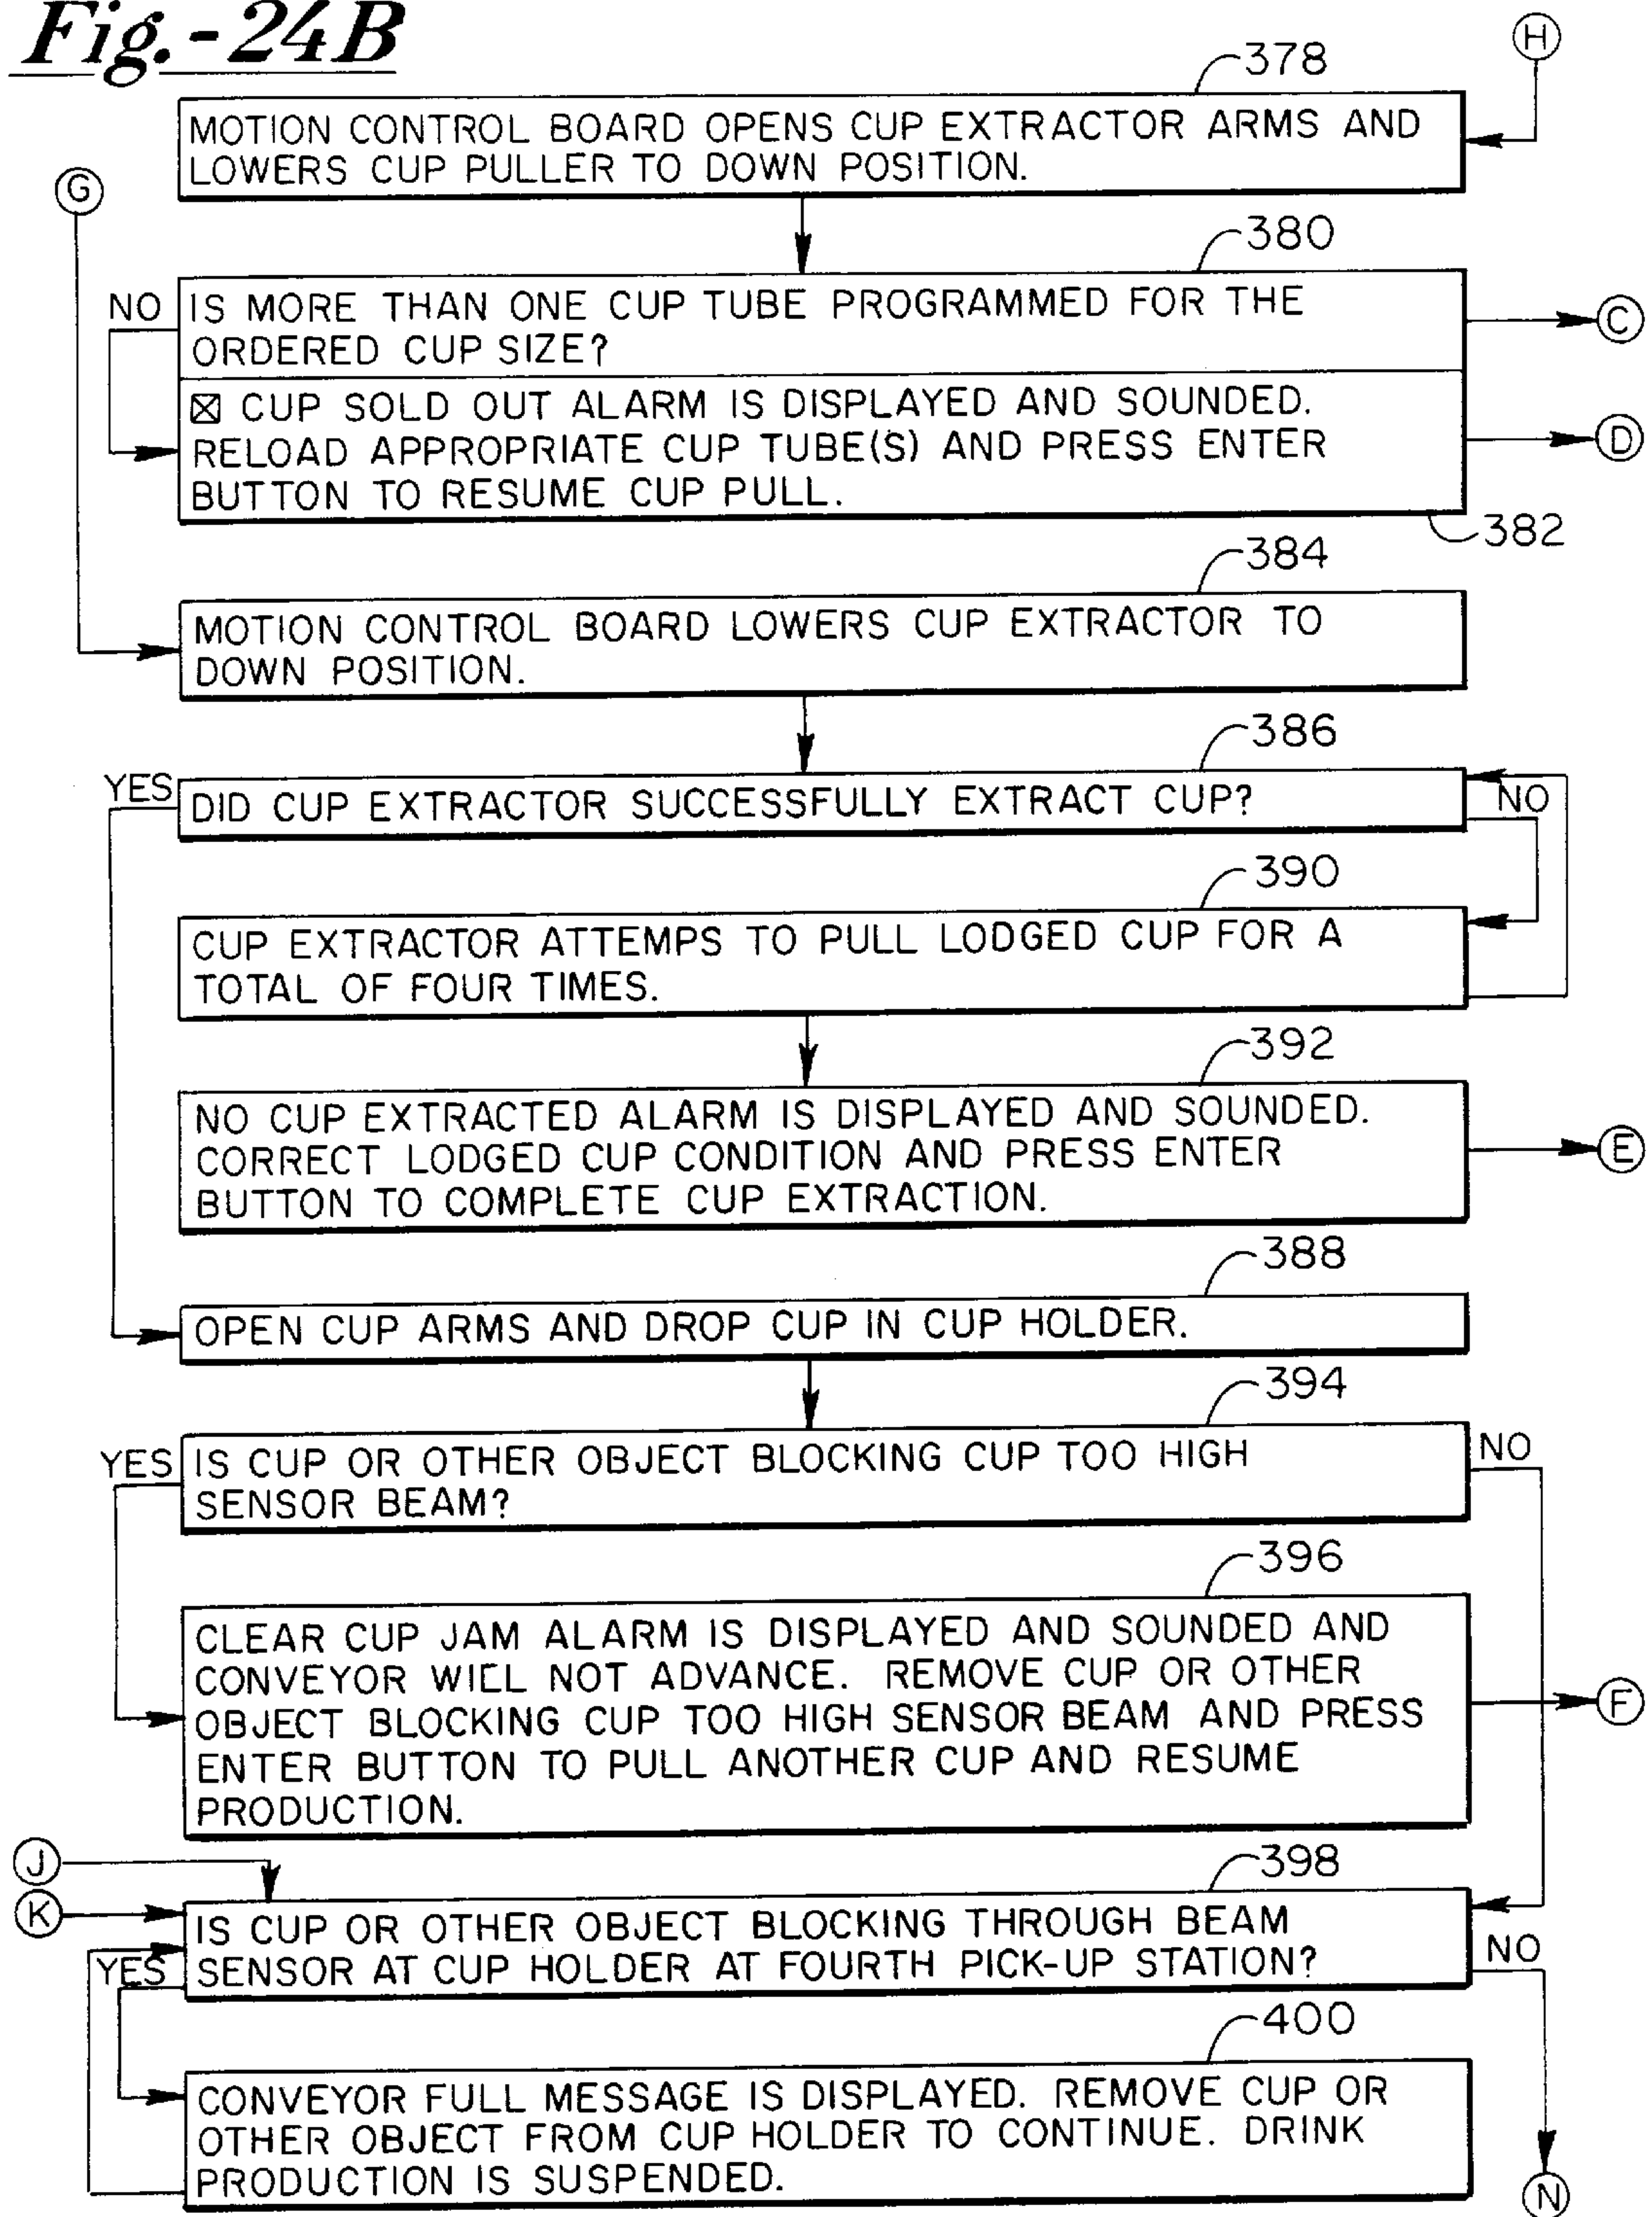 Fig.-24B
H
378
MOTION CONTROL BOARD OPENS CUP EXTRACTOR ARMS AND
LOWERS CUP PULLER TO DOWN POSITION.
G
380
NO
IS MORE THAN ONE CUP TUBE PROGRAMMED FOR THE
ORDERED CUP SIZE?
C
☒ CUP SOLD OUT ALARM IS DISPLAYED AND SOUNDED.
RELOAD APPROPRIATE CUP TUBE(S) AND PRESS ENTER
BUTTON TO RESUME CUP PULL.
D
382
384
MOTION CONTROL BOARD LOWERS CUP EXTRACTOR TO
DOWN POSITION.
386
YES
DID CUP EXTRACTOR SUCCESSFULLY EXTRACT CUP?
NO
390
CUP EXTRACTOR ATTEMPS TO PULL LODGED CUP FOR A
TOTAL OF FOUR TIMES.
392
NO CUP EXTRACTED ALARM IS DISPLAYED AND SOUNDED.
CORRECT LODGED CUP CONDITION AND PRESS ENTER
BUTTON TO COMPLETE CUP EXTRACTION.
E
388
OPEN CUP ARMS AND DROP CUP IN CUP HOLDER.
394
YES
IS CUP OR OTHER OBJECT BLOCKING CUP TOO HIGH
SENSOR BEAM?
NO
396
CLEAR CUP JAM ALARM IS DISPLAYED AND SOUNDED AND
CONVEYOR WILL NOT ADVANCE. REMOVE CUP OR OTHER
OBJECT BLOCKING CUP TOO HIGH SENSOR BEAM AND PRESS
ENTER BUTTON TO PULL ANOTHER CUP AND RESUME
PRODUCTION.
F
J
398
K
IS CUP OR OTHER OBJECT BLOCKING THROUGH BEAM
SENSOR AT CUP HOLDER AT FOURTH PICK-UP STATION?
YES
NO
400
CONVEYOR FULL MESSAGE IS DISPLAYED. REMOVE CUP OR
OTHER OBJECT FROM CUP HOLDER TO CONTINUE. DRINK
PRODUCTION IS SUSPENDED.
N